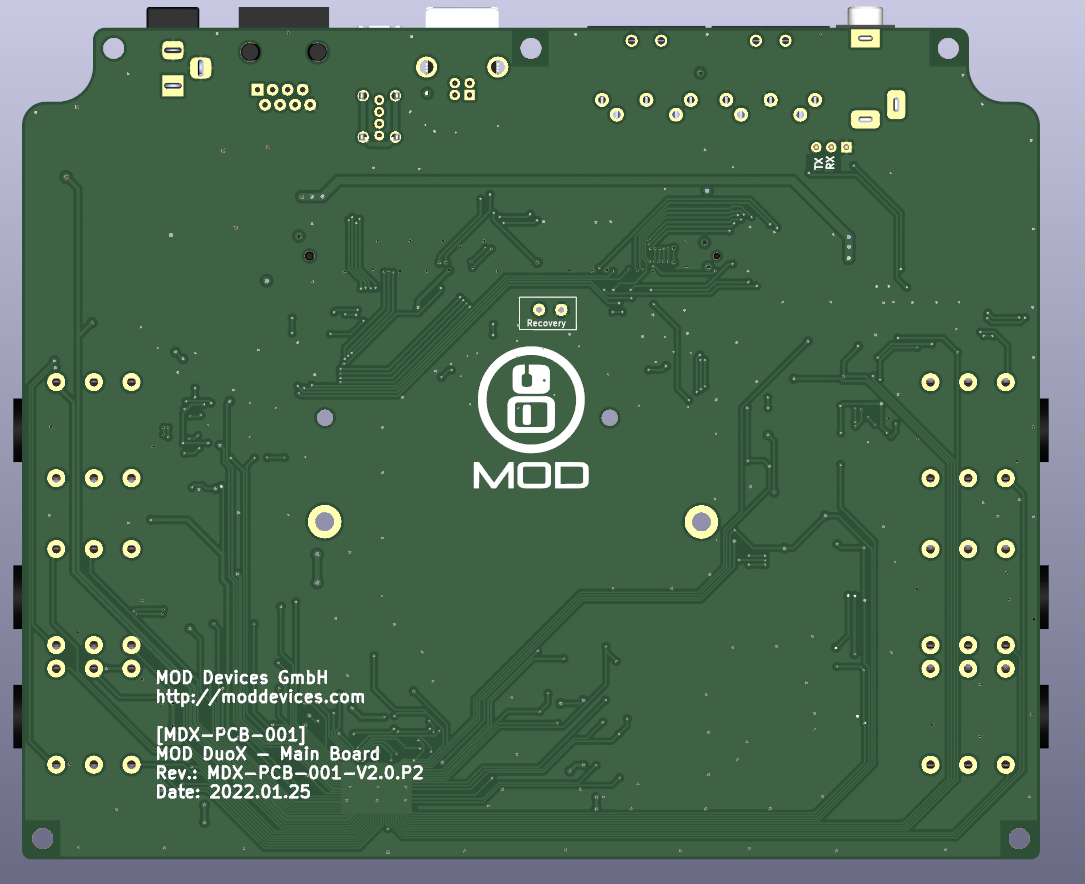 TX
RX
Recovery
MOD
MOD Devices GmbH
http://moddevices.com
[MDX-PCB-001]
MOD DuoX – Main Board
Rev.: MDX-PCB-001-V2.0.P2
Date: 2022.01.25